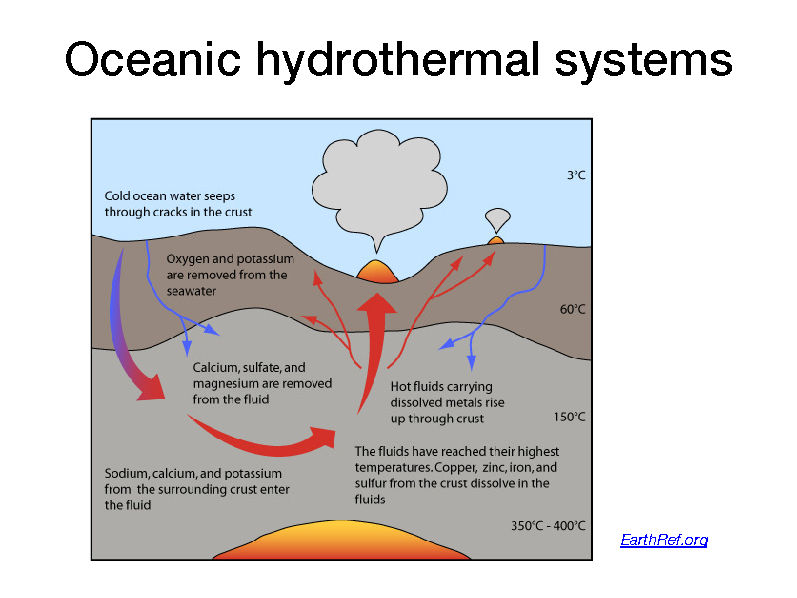 Oceanic hydrothermal systems
3°C
Cold ocean water seeps
through cracks in the crust
Oxygen and potassium
are removed from the
seawater
60°C
Calcium, sulfate, and
magnesium are removed
from the fluid
Hot fluids carrying
dissolved metals rise
up through crust
150°C
The fluids have reached their highest
temperatures. Copper, zinc, iron, and
sulfur from the crust dissolve in the
fluids
Sodium, calcium, and potassium
from the surrounding crust enter
the fluid
350°C - 400°C
EarthRef.org